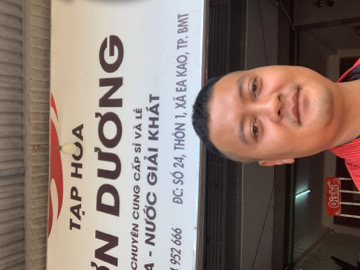 TẠP HÓA
ƠN DƯƠNG
CHUYÊN CUNG CẤP SỈ VÀ LẺ
A - NƯỚC GIẢI KHÁT
952 666 ĐC: SỐ 24, THÔN 1, XÃ EA KAO, TP. BMT